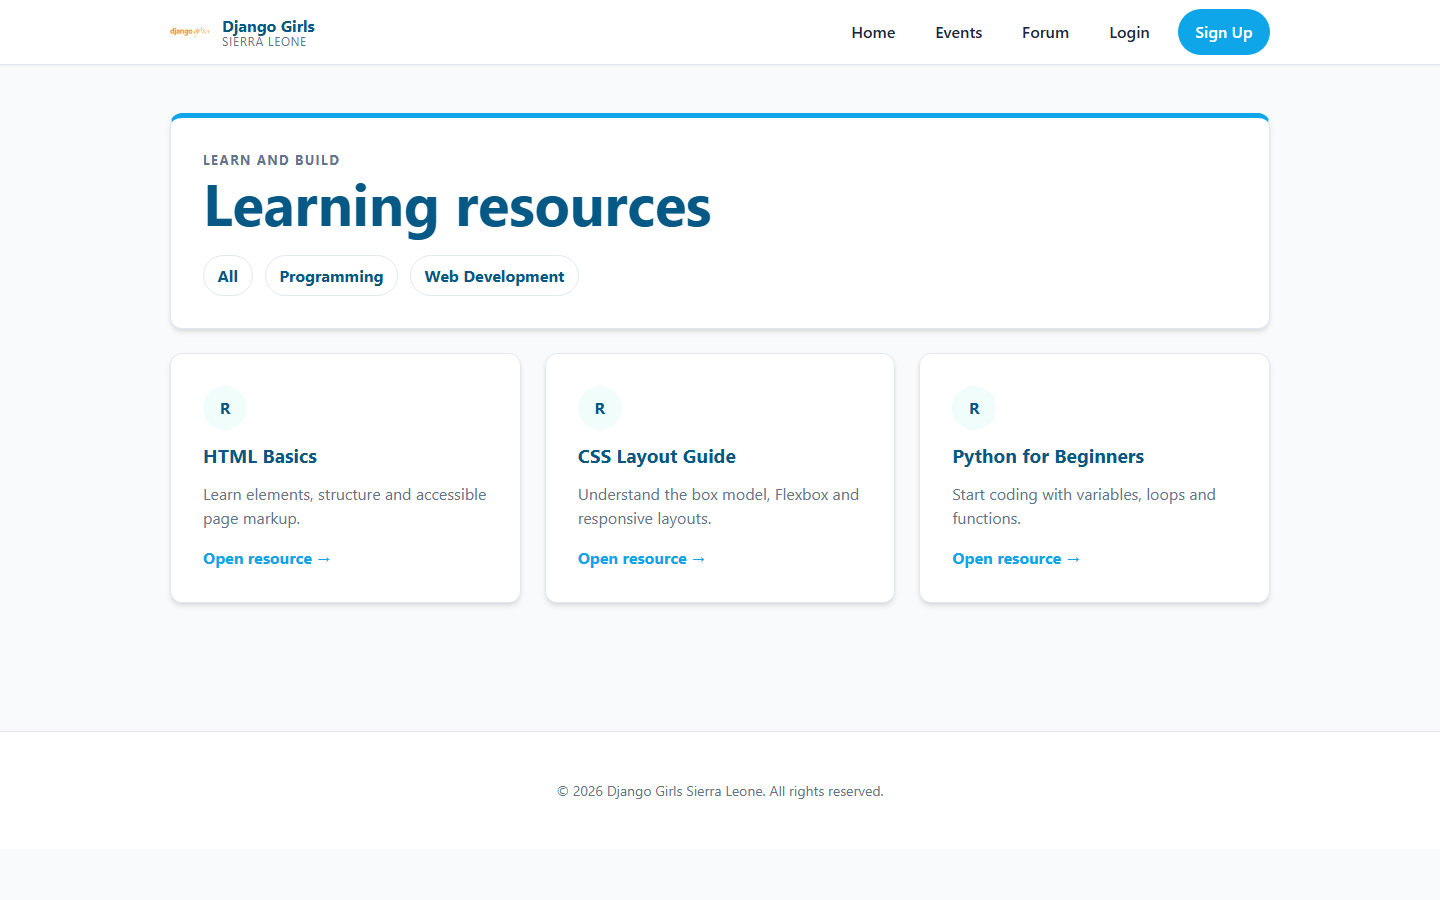 django girls
Django Girls
SIERRA LEONE
Home
Events
Forum
Login
Sign Up
LEARN AND BUILD
Learning resources
All
Programming
Web Development
R
HTML Basics
Learn elements, structure and accessible
page markup.
Open resource →
R
CSS Layout Guide
Understand the box model, Flexbox and
responsive layouts.
Open resource →
R
Python for Beginners
Start coding with variables, loops and
functions.
Open resource →
© 2026 Django Girls Sierra Leone. All rights reserved.